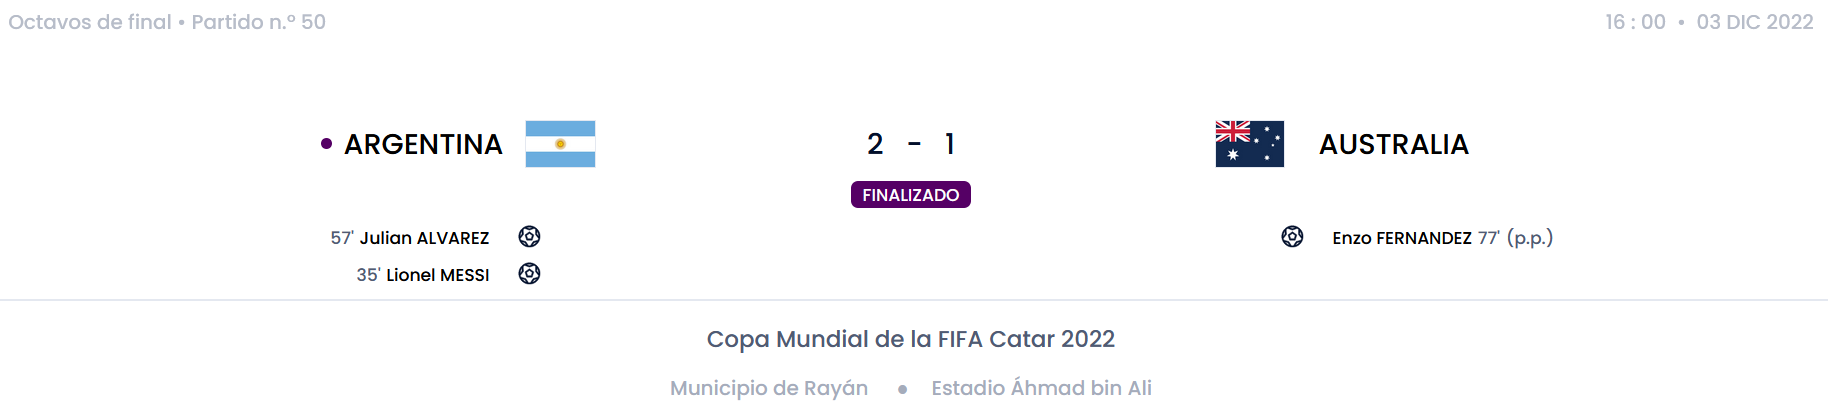 Octavos de final • Partido n.º 50
16 : 00 • 03 DIC 2022
ARGENTINA 2 - 1 AUSTRALIA
FINALIZADO
57' Julian ALVAREZ
Enzo FERNANDEZ 77' (p.p.)
35' Lionel MESSI
Copa Mundial de la FIFA Catar 2022
Municipio de Rayán • Estadio Áhmad bin Ali